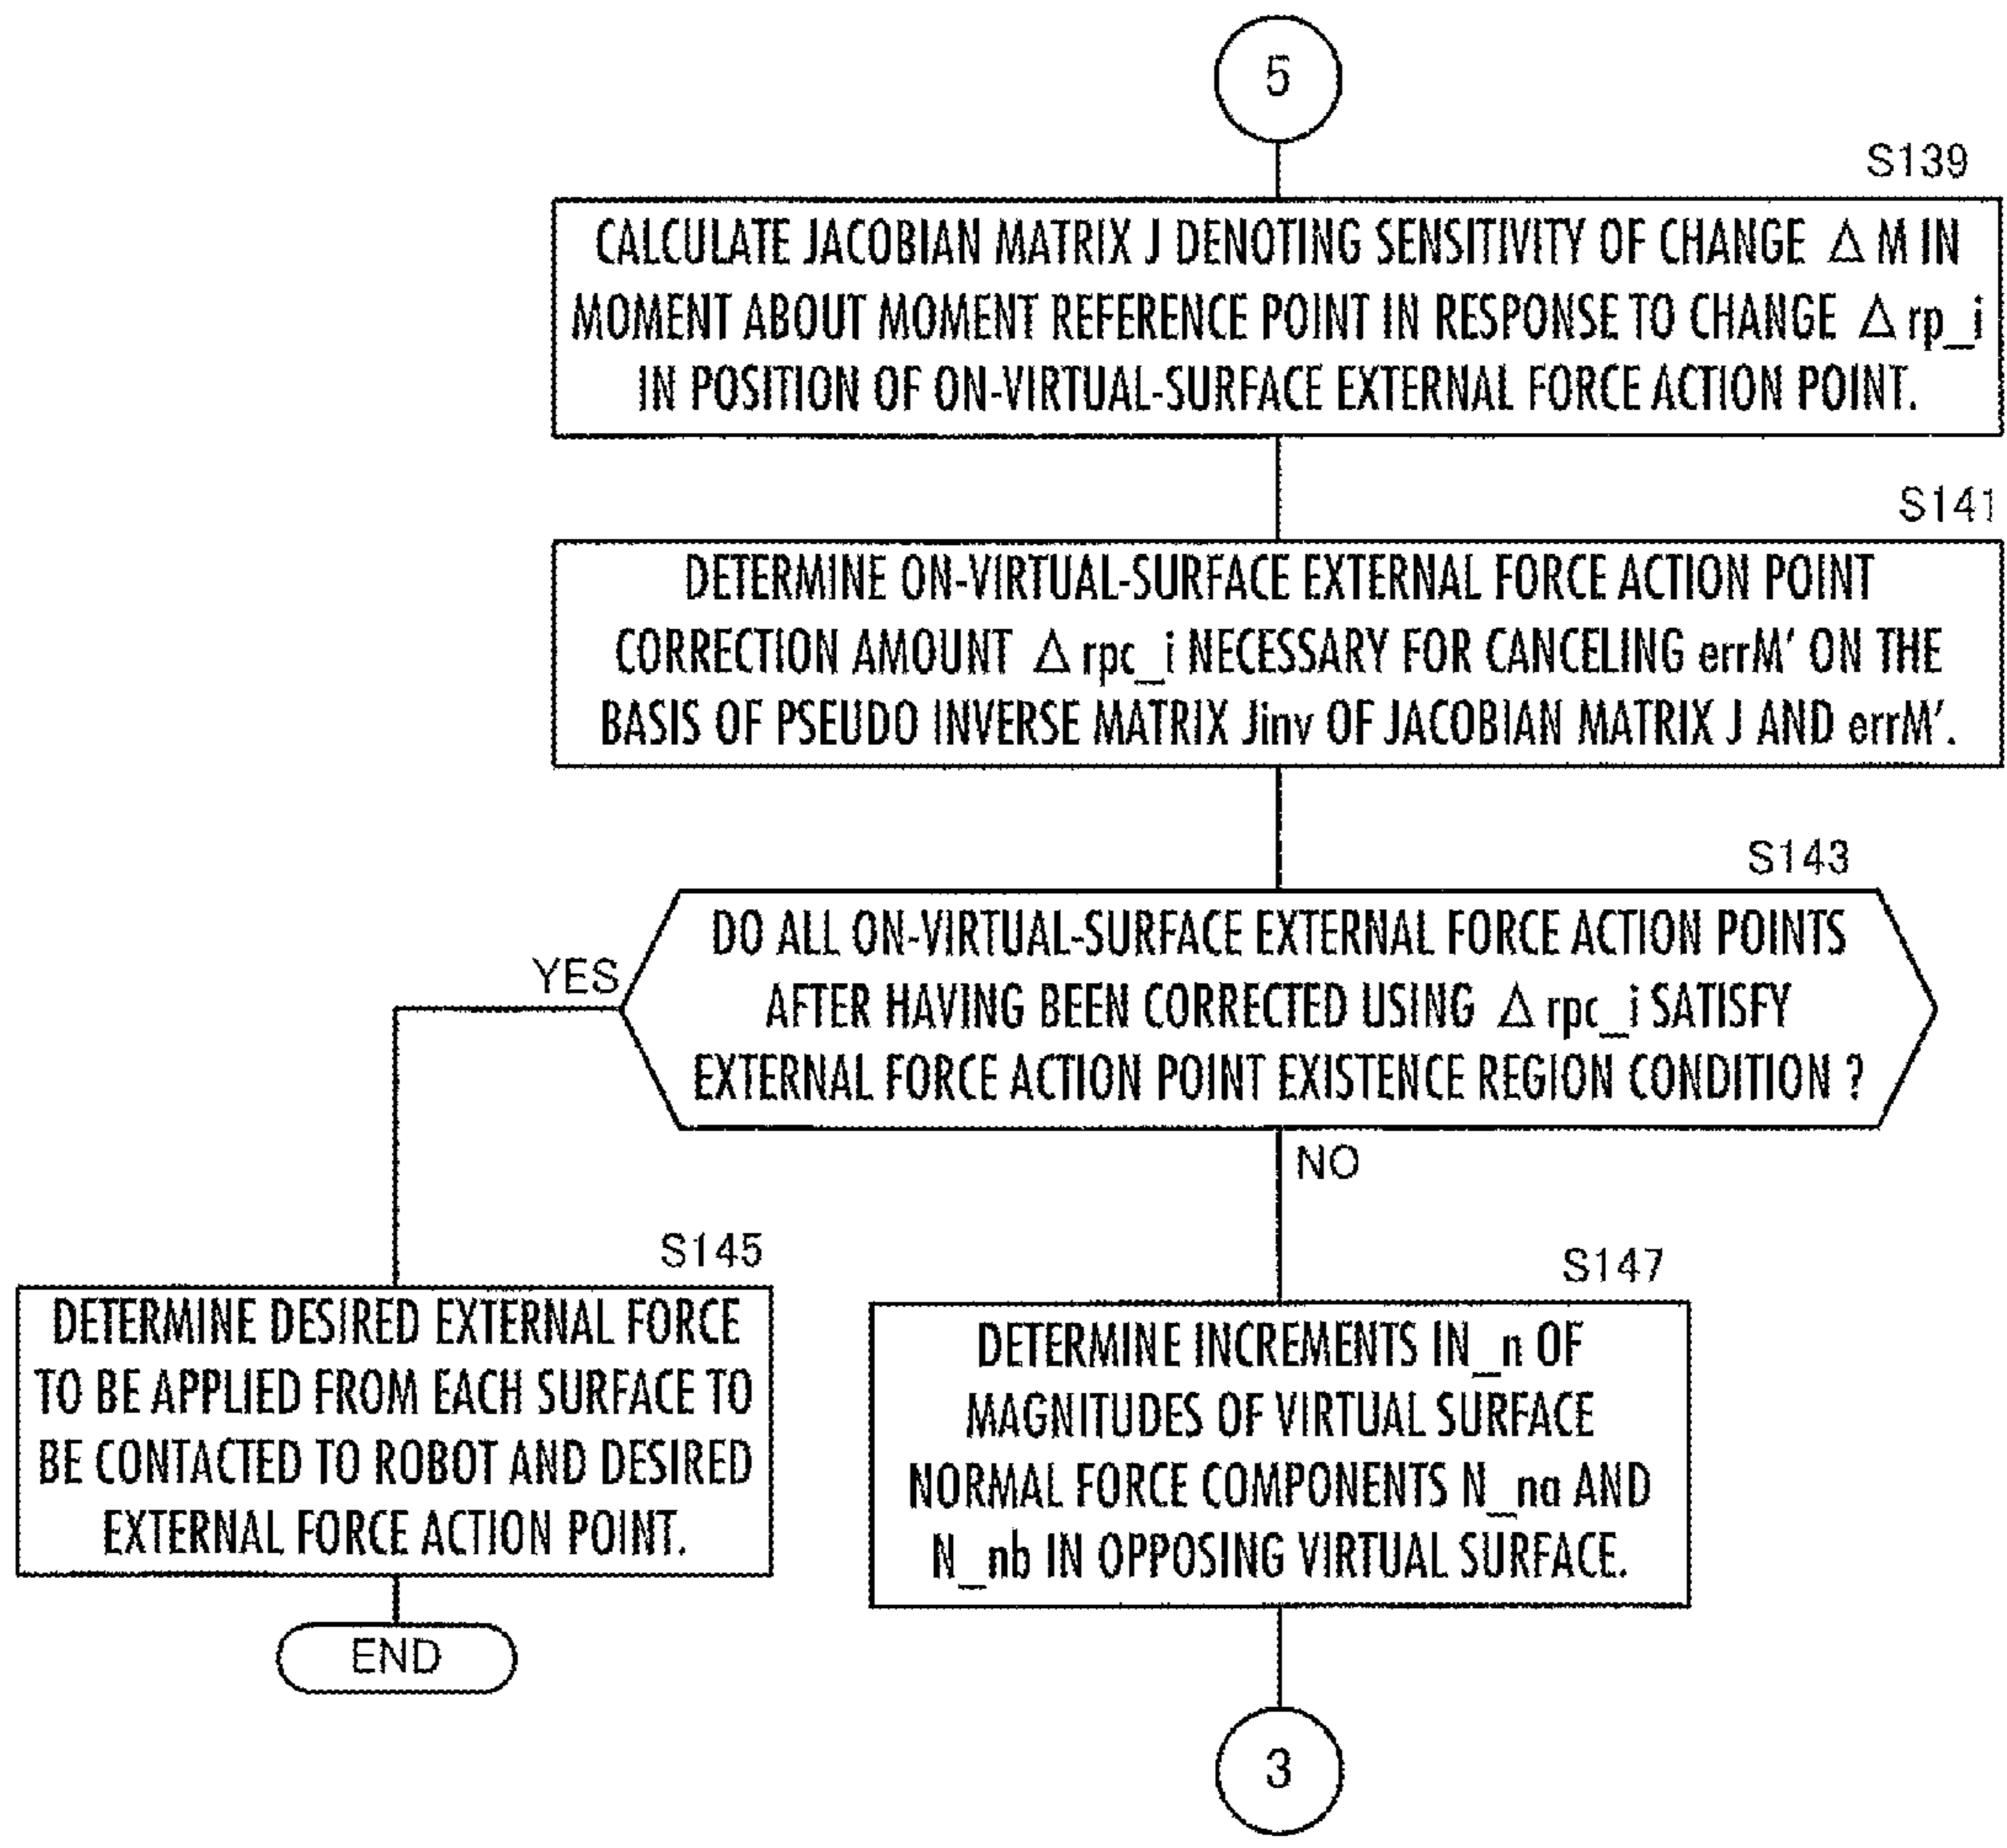 5
S139
CALCULATE JACOBIAN MATRIX J DENOTING SENSITIVITY OF CHANGE △M IN
MOMENT ABOUT MOMENT REFERENCE POINT IN RESPONSE TO CHANGE △rp_i
IN POSITION OF ON-VIRTUAL-SURFACE EXTERNAL FORCE ACTION POINT.
S141
DETERMINE ON-VIRTUAL-SURFACE EXTERNAL FORCE ACTION POINT
CORRECTION AMOUNT △rpc_i NECESSARY FOR CANCELING errM' ON THE
BASIS OF PSEUDO INVERSE MATRIX Jinv OF JACOBIAN MATRIX J AND errM'.
S143
DO ALL ON-VIRTUAL-SURFACE EXTERNAL FORCE ACTION POINTS
AFTER HAVING BEEN CORRECTED USING △rpc_i SATISFY
EXTERNAL FORCE ACTION POINT EXISTENCE REGION CONDITION ?
YES
NO
S145
DETERMINE DESIRED EXTERNAL FORCE
TO BE APPLIED FROM EACH SURFACE TO
BE CONTACTED TO ROBOT AND DESIRED
EXTERNAL FORCE ACTION POINT.
END
S147
DETERMINE INCREMENTS IN_n OF
MAGNITUDES OF VIRTUAL SURFACE
NORMAL FORCE COMPONENTS N_na AND
N_nb IN OPPOSING VIRTUAL SURFACE.
3